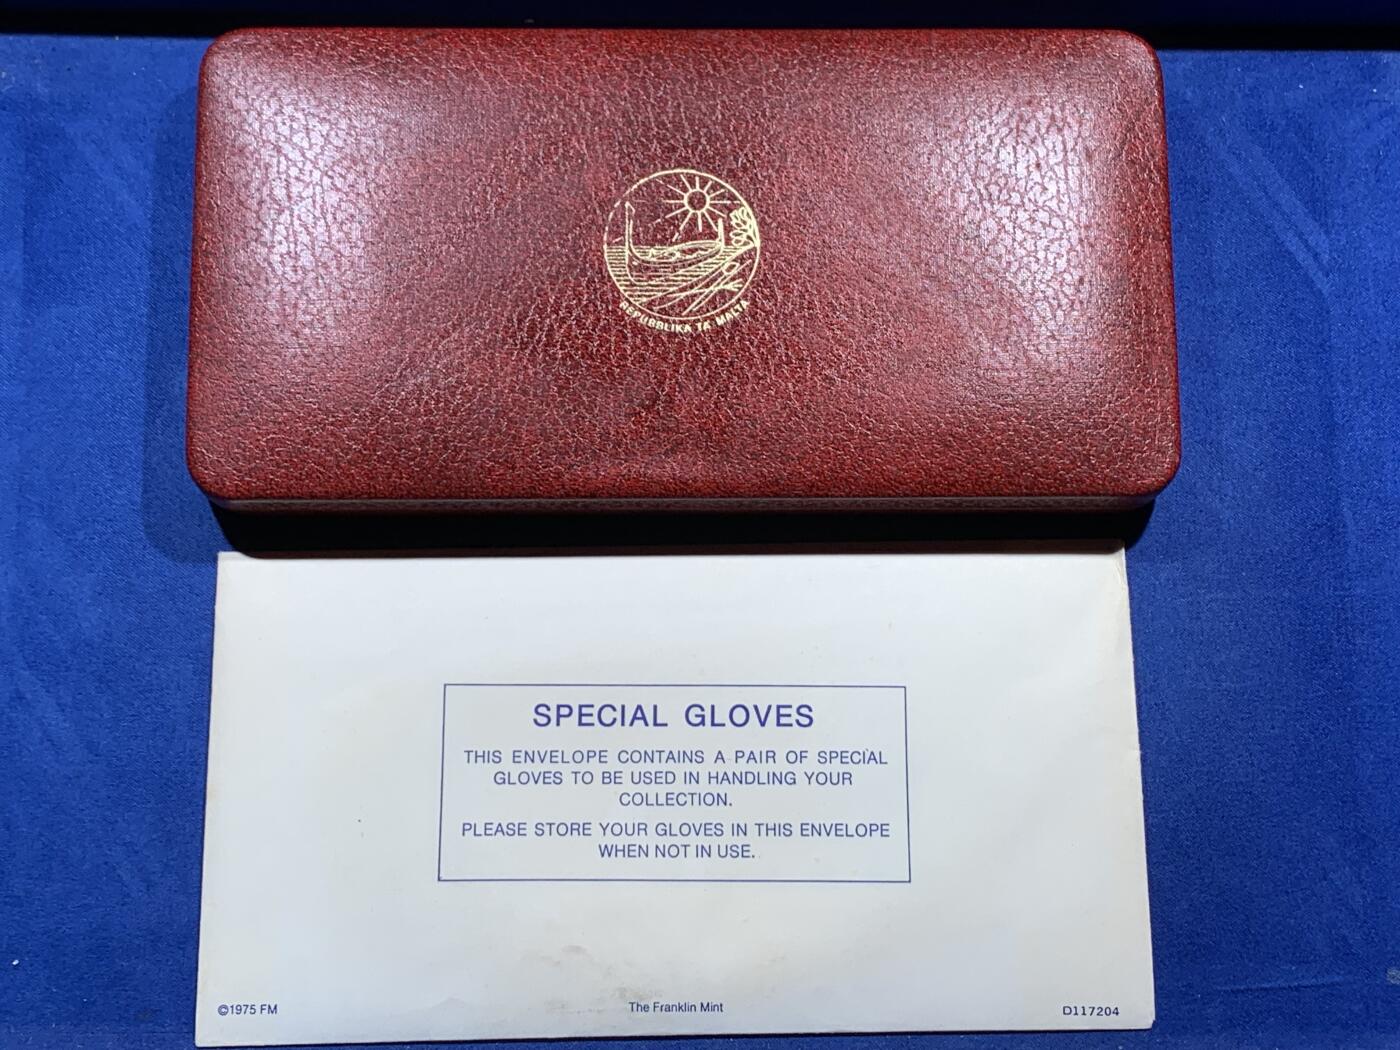 REPUBBLIKA TA' MALTA
SPECIAL GLOVES
THIS ENVELOPE CONTAINS A PAIR OF SPECIAL
GLOVES TO BE USED IN HANDLING YOUR
COLLECTION.
PLEASE STORE YOUR GLOVES IN THIS ENVELOPE
WHEN NOT IN USE.
©1975 FM
The Franklin Mint
D117204